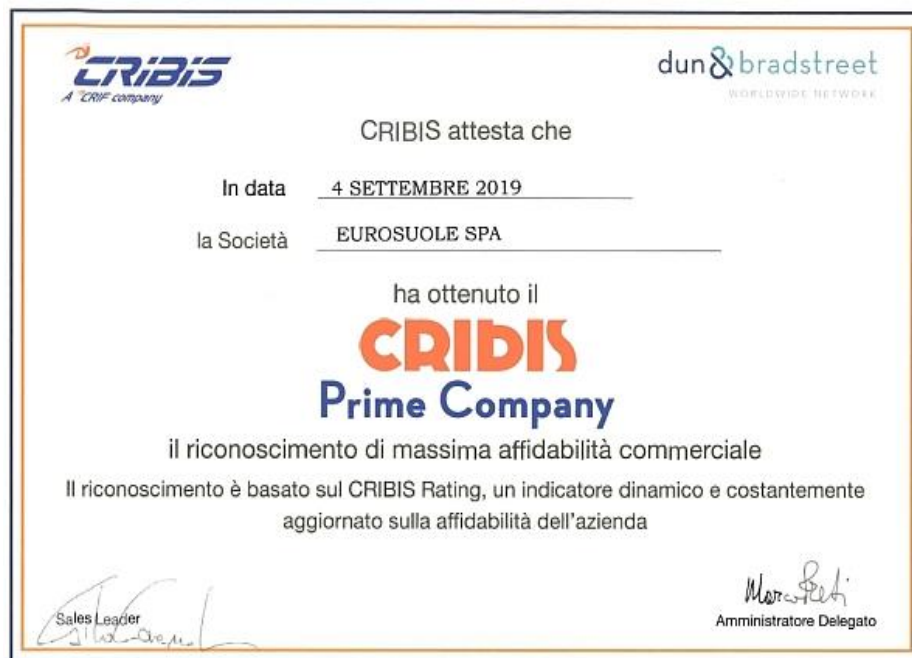 CRIBIS
A CRIF company
dun & bradstreet
WORLDWIDE NETWORK
CRIBIS attesta che
In data 4 SETTEMBRE 2019
la Società EUROSUOLE SPA
ha ottenuto il
CRIBIS
Prime Company
il riconoscimento di massima affidabilità commerciale
Il riconoscimento è basato sul CRIBIS Rating, un indicatore dinamico e costantemente
aggiornato sulla affidabilità dell'azienda
Sales Leader
Amministratore Delegato